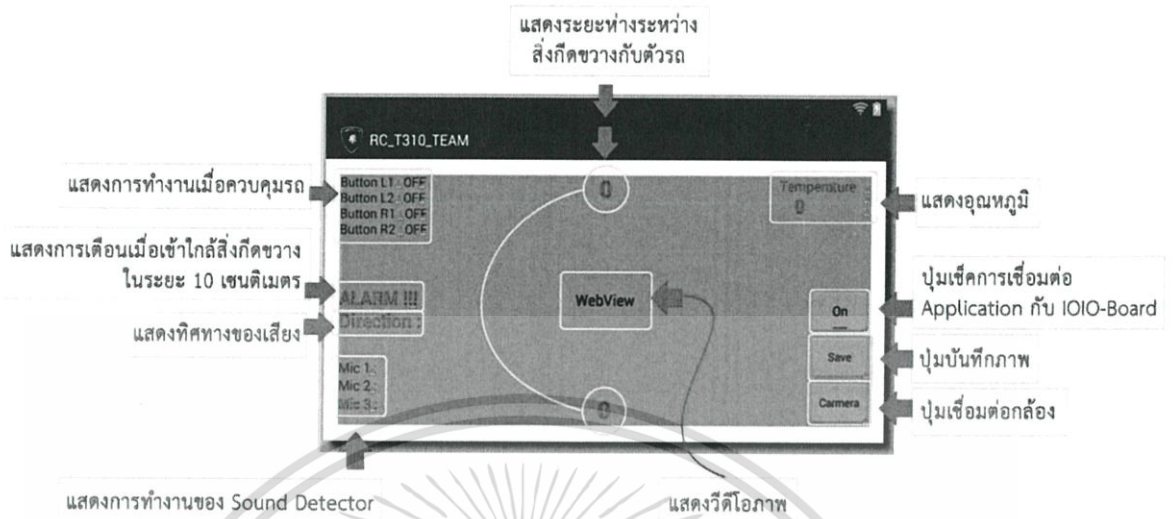 แสดงระยะห่างระหว่าง
สิ่งกีดขวางกับตัวรถ
RC_T310_TEAM
แสดงการทำงานเมื่อควบคุมรถ
Button L1 : OFF
Button L2 : OFF
Button R1 : OFF
Button R2 : OFF
0
Temperature
0
แสดงอุณหภูมิ
แสดงการเตือนเมื่อเข้าใกล้สิ่งกีดขวาง
ในระยะ 10 เซนติเมตร
ALARM !!!
WebView
On
ปุ่มเช็คการเชื่อมต่อ
Application กับ IOIO-Board
แสดงทิศทางของเสียง
Direction :
Save
ปุ่มบันทึกภาพ
Mic 1 :
Mic 2 :
Mic 3 :
0
Carmera
ปุ่มเชื่อมต่อกล้อง
แสดงการทำงานของ Sound Detector
แสดงวีดีโอภาพ